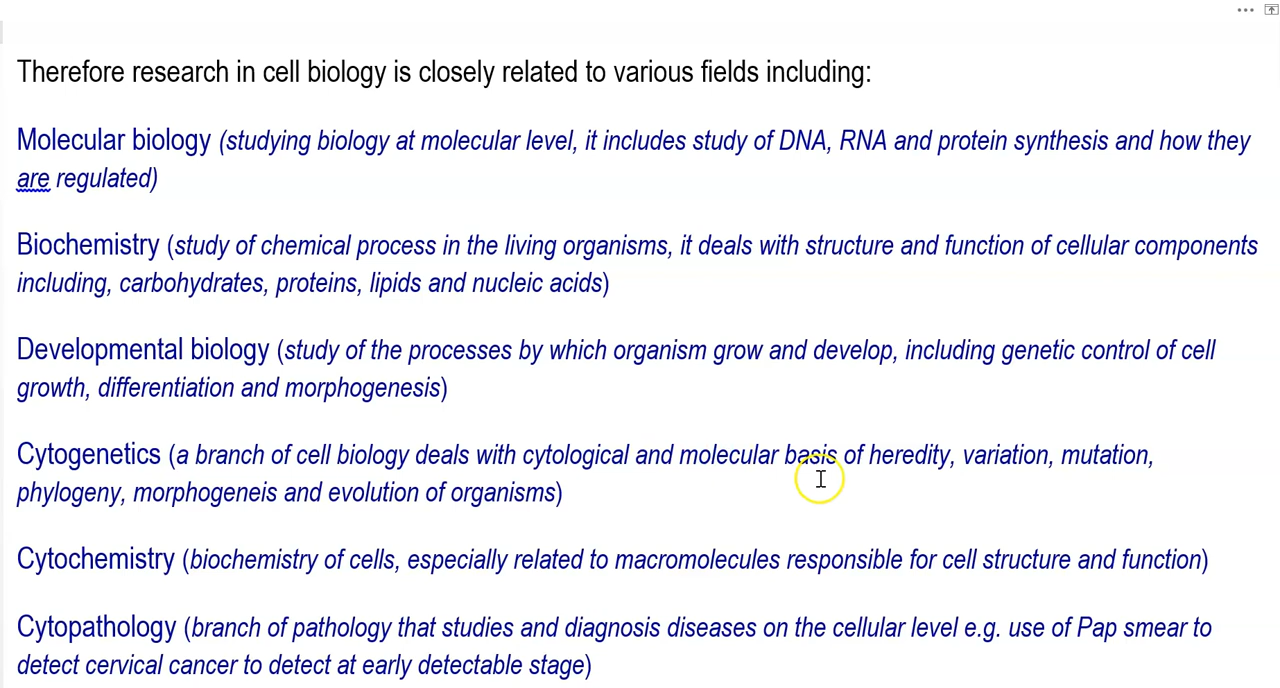 Therefore research in cell biology is closely related to various fields including:
Molecular biology (studying biology at molecular level, it includes study of DNA, RNA and protein synthesis and how they
are regulated)
Biochemistry (study of chemical process in the living organisms, it deals with structure and function of cellular components
including, carbohydrates, proteins, lipids and nucleic acids)
Developmental biology (study of the processes by which organism grow and develop, including genetic control of cell
growth, differentiation and morphogenesis)
Cytogenetics (a branch of cell biology deals with cytological and molecular basis of heredity, variation, mutation,
phylogeny, morphogeneis and evolution of organisms)
Cytochemistry (biochemistry of cells, especially related to macromolecules responsible for cell structure and function)
Cytopathology (branch of pathology that studies and diagnosis diseases on the cellular level e.g. use of Pap smear to
detect cervical cancer to detect at early detectable stage)